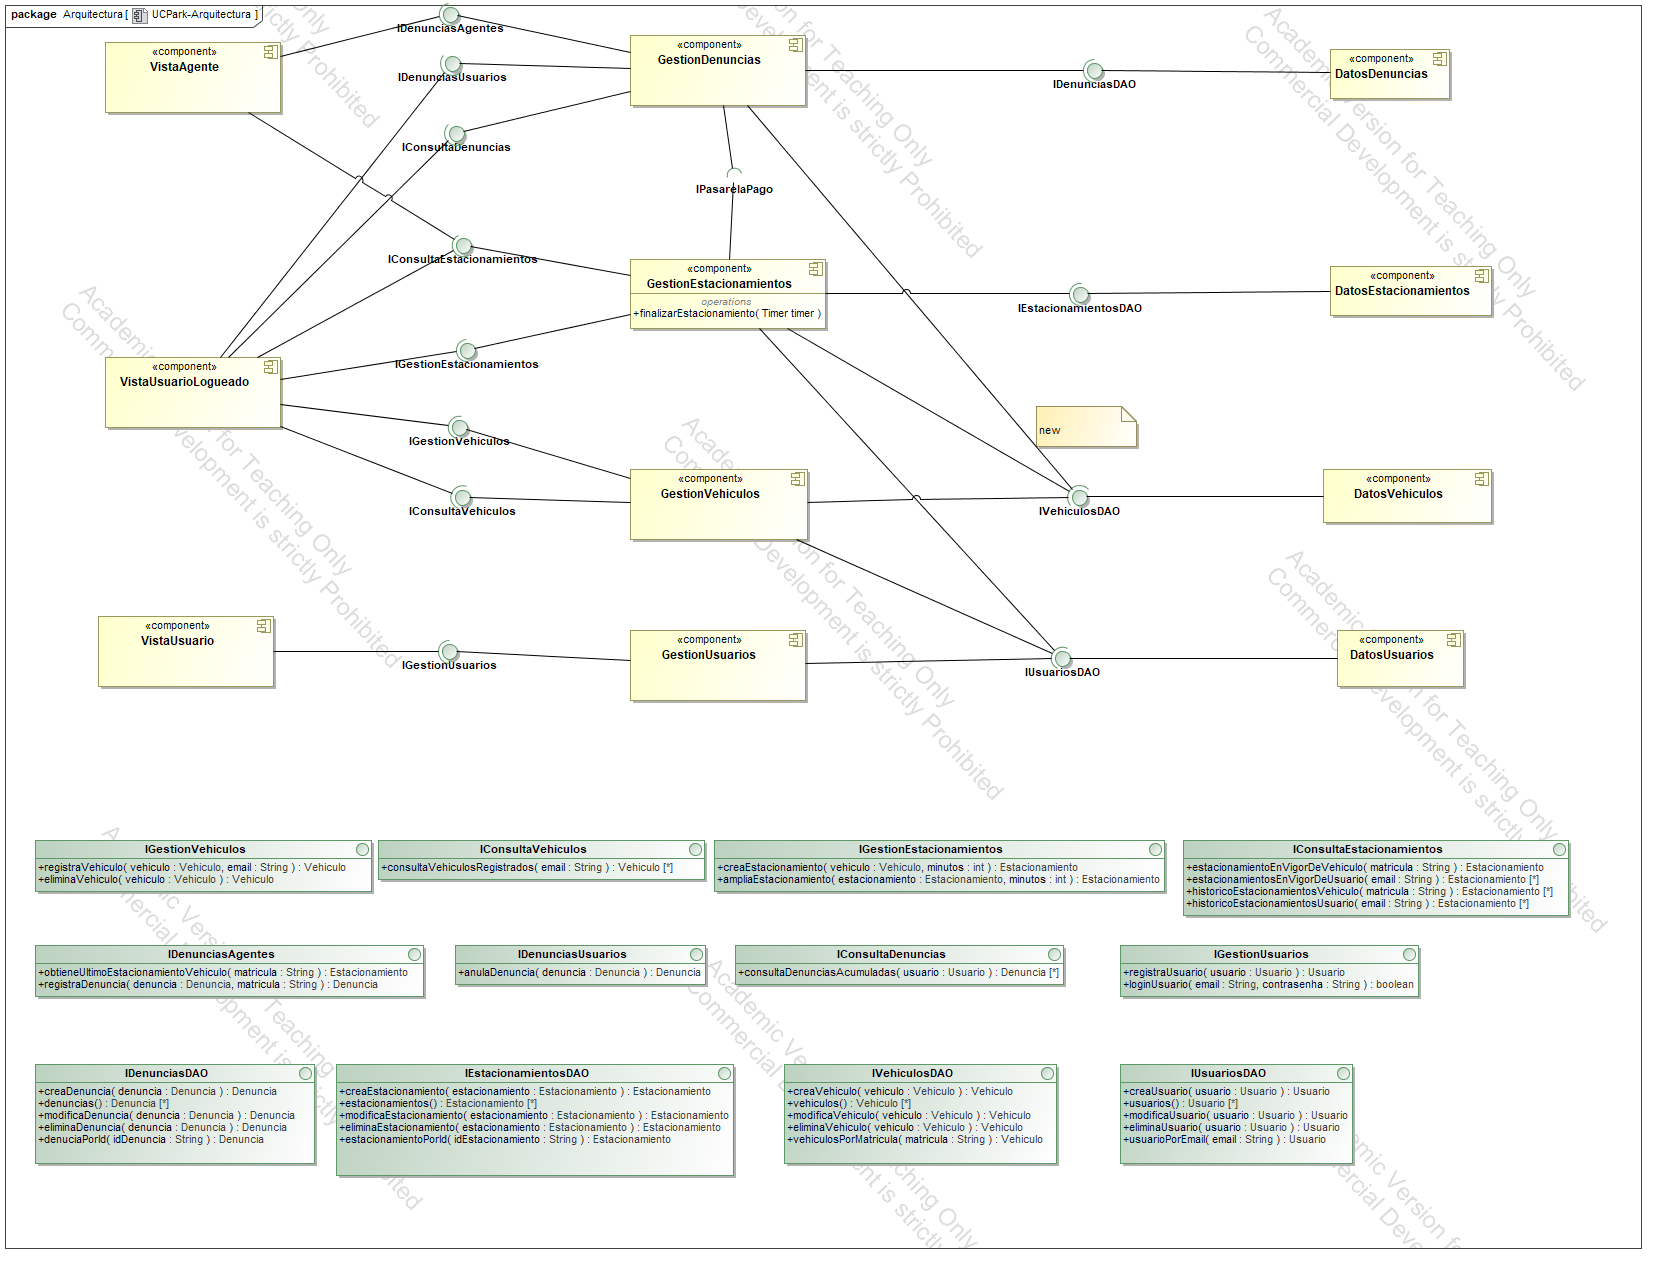 package Arquitectura [ UCPark-Arquitectura ]
«component»
VistaAgente
IDenunciasAgentes
IDenunciasUsuarios
IConsultaDenuncias
«component»
GestionDenuncias
IDenunciasDAO
«component»
DatosDenuncias
IPasarelaPago
IConsultaEstacionamientos
«component»
GestionEstacionamientos
operations
+finalizarEstacionamiento( Timer timer )
IEstacionamientosDAO
«component»
DatosEstacionamientos
«component»
VistaUsuarioLogueado
IGestionEstacionamientos
new
IGestionVehiculos
IConsultaVehiculos
«component»
GestionVehiculos
IVehiculosDAO
«component»
DatosVehiculos
«component»
VistaUsuario
IGestionUsuarios
«component»
GestionUsuarios
IUsuariosDAO
«component»
DatosUsuarios
IGestionVehiculos
+registraVehiculo( vehiculo : Vehiculo, email : String ) : Vehiculo
+eliminaVehiculo( vehiculo : Vehiculo ) : Vehiculo
IConsultaVehiculos
+consultaVehiculosRegistrados( email : String ) : Vehiculo [*]
IGestionEstacionamientos
+creaEstacionamiento( vehiculo : Vehiculo, minutos : int ) : Estacionamiento
+ampliaEstacionamiento( estacionamiento : Estacionamiento, minutos : int ) : Estacionamiento
IConsultaEstacionamientos
+estacionamientoEnVigorDeVehiculo( matricula : String ) : Estacionamiento
+estacionamientosEnVigorDeUsuario( email : String ) : Estacionamiento [*]
+historicoEstacionamientosVehiculo( matricula : String ) : Estacionamiento [*]
+historicoEstacionamientosUsuario( email : String ) : Estacionamiento [*]
IDenunciasAgentes
+obtieneUltimoEstacionamientoVehiculo( matricula : String ) : Estacionamiento
+registraDenuncia( denuncia : Denuncia, matricula : String ) : Denuncia
IDenunciasUsuarios
+anulaDenuncia( denuncia : Denuncia ) : Denuncia
IConsultaDenuncias
+consultaDenunciasAcumuladas( usuario : Usuario ) : Denuncia [*]
IGestionUsuarios
+registraUsuario( usuario : Usuario ) : Usuario
+loginUsuario( email : String, contrasenha : String ) : boolean
IDenunciasDAO
+creaDenuncia( denuncia : Denuncia ) : Denuncia
+denuncias() : Denuncia [*]
+modificaDenuncia( denuncia : Denuncia ) : Denuncia
+eliminaDenuncia( denuncia : Denuncia ) : Denuncia
+denuciaPorId( idDenuncia : String ) : Denuncia
IEstacionamientosDAO
+creaEstacionamiento( estacionamiento : Estacionamiento ) : Estacionamiento
+estacionamientos() : Estacionamiento [*]
+modificaEstacionamiento( estacionamiento : Estacionamiento ) : Estacionamiento
+eliminaEstacionamiento( estacionamiento : Estacionamiento ) : Estacionamiento
+estacionamientoPorId( idEstacionamiento : String ) : Estacionamiento
IVehiculosDAO
+creaVehiculo( vehiculo : Vehiculo ) : Vehiculo
+vehiculos() : Vehiculo [*]
+modificaVehiculo( vehiculo : Vehiculo ) : Vehiculo
+eliminaVehiculo( vehiculo : Vehiculo ) : Vehiculo
+vehiculosPorMatricula( matricula : String ) : Vehiculo
IUsuariosDAO
+creaUsuario( usuario : Usuario ) : Usuario
+usuarios() : Usuario [*]
+modificaUsuario( usuario : Usuario ) : Usuario
+eliminaUsuario( usuario : Usuario ) : Usuario
+usuarioPorEmail( email : String ) : Usuario
Academic Version for Teaching Only
Commercial Development is strictly Prohibited